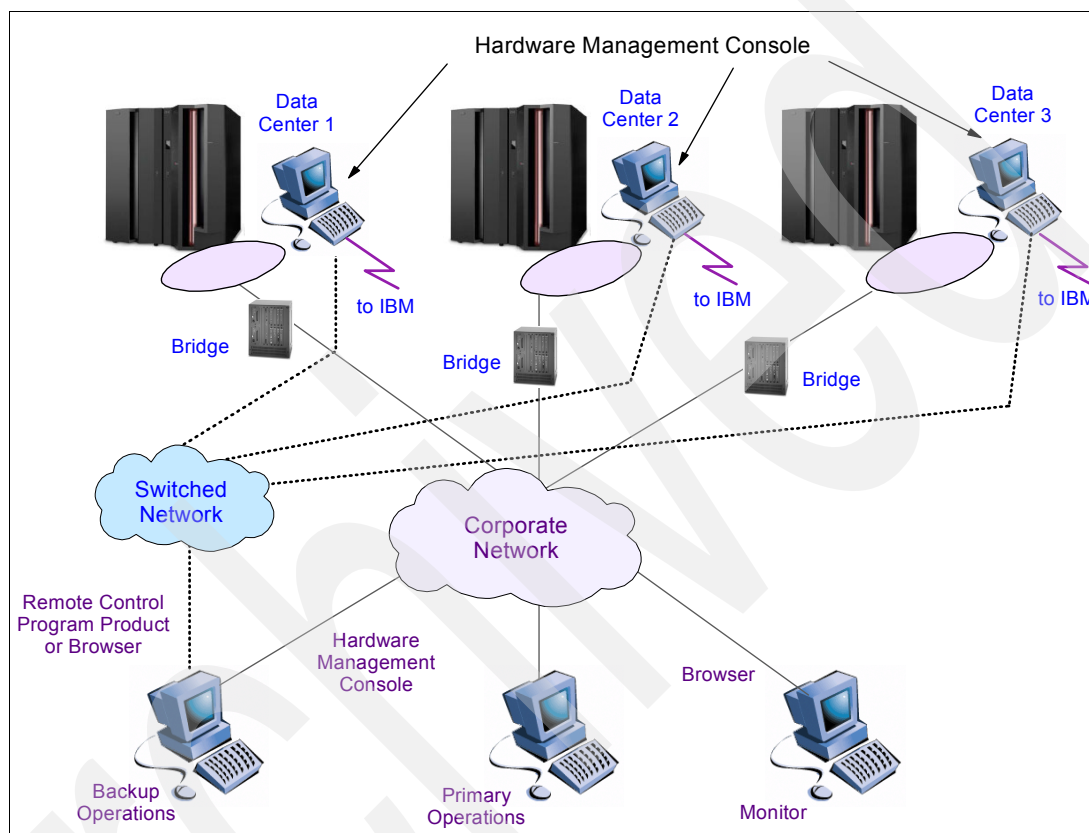 Hardware Management Console
Data
Center 1
Data
Center 2
Data
Center 3
to IBM
to IBM
to IBM
Bridge
Bridge
Bridge
Switched
Network
Corporate
Network
Remote Control
Program Product
or Browser
Hardware
Management
Console
Browser
Backup
Operations
Primary
Operations
Monitor